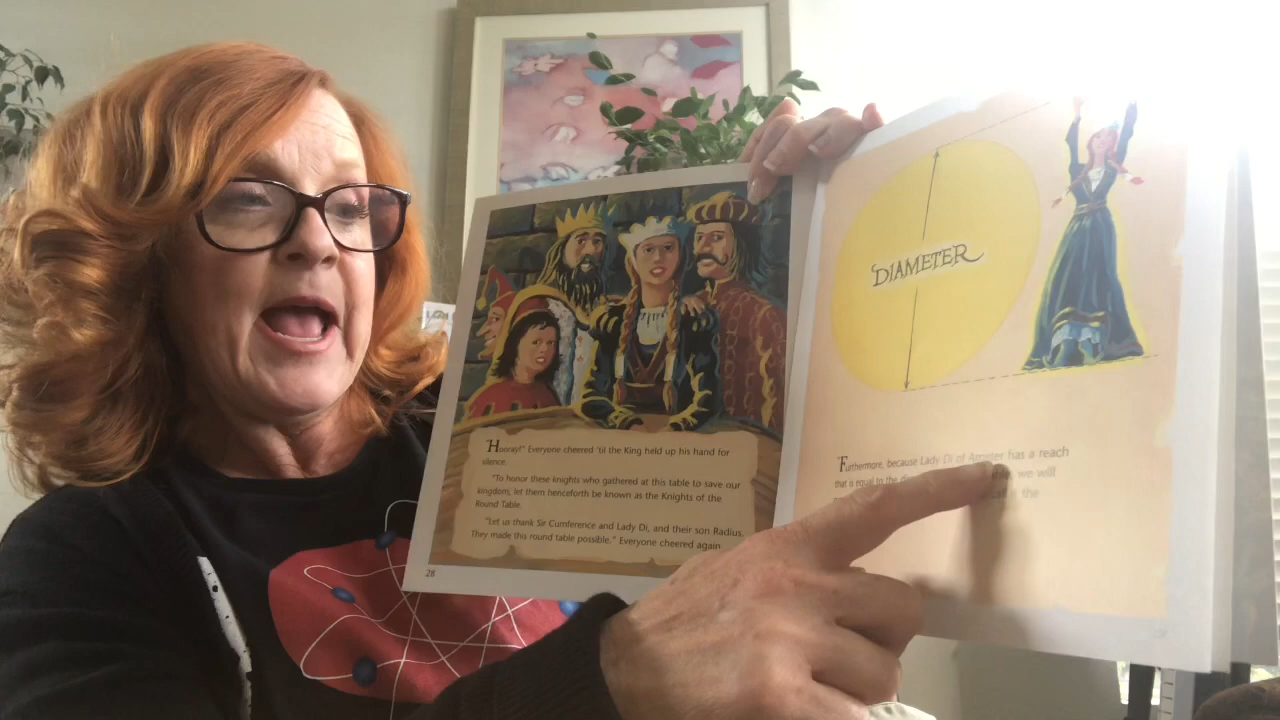 "Hooray!" Everyone cheered 'til the King held up his hand for
silence.
"To honor these knights who gathered at this table to save our
kingdom, let them henceforth be known as the Knights of the
Round Table.
"Let us thank Sir Cumference and Lady Di, and their son Radius.
They made this round table possible." Everyone cheered again.
28
DIAMETER
"Furthermore, because Lady Di of Ameter has a reach
that is equal to the we will
the